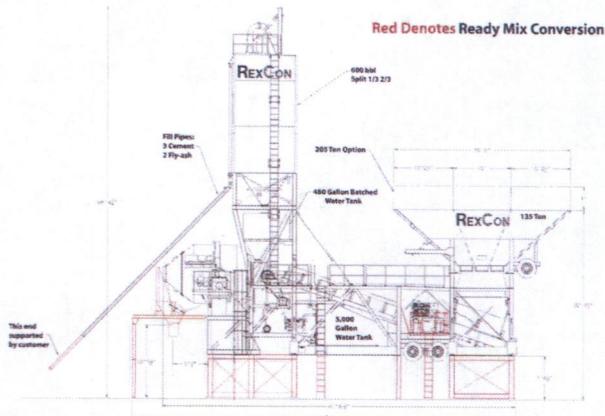 Red Denotes Ready Mix Conversion
REXCON
600 bbl
Split 1/3 2/3
Fill Pipes:
3 Cement
2 Fly-ash
205 Ton Option
480 Gallon Batched
Water Tank
REXCON
135 Ton
5,000
Gallon
Water Tank
This end
supported
by customer